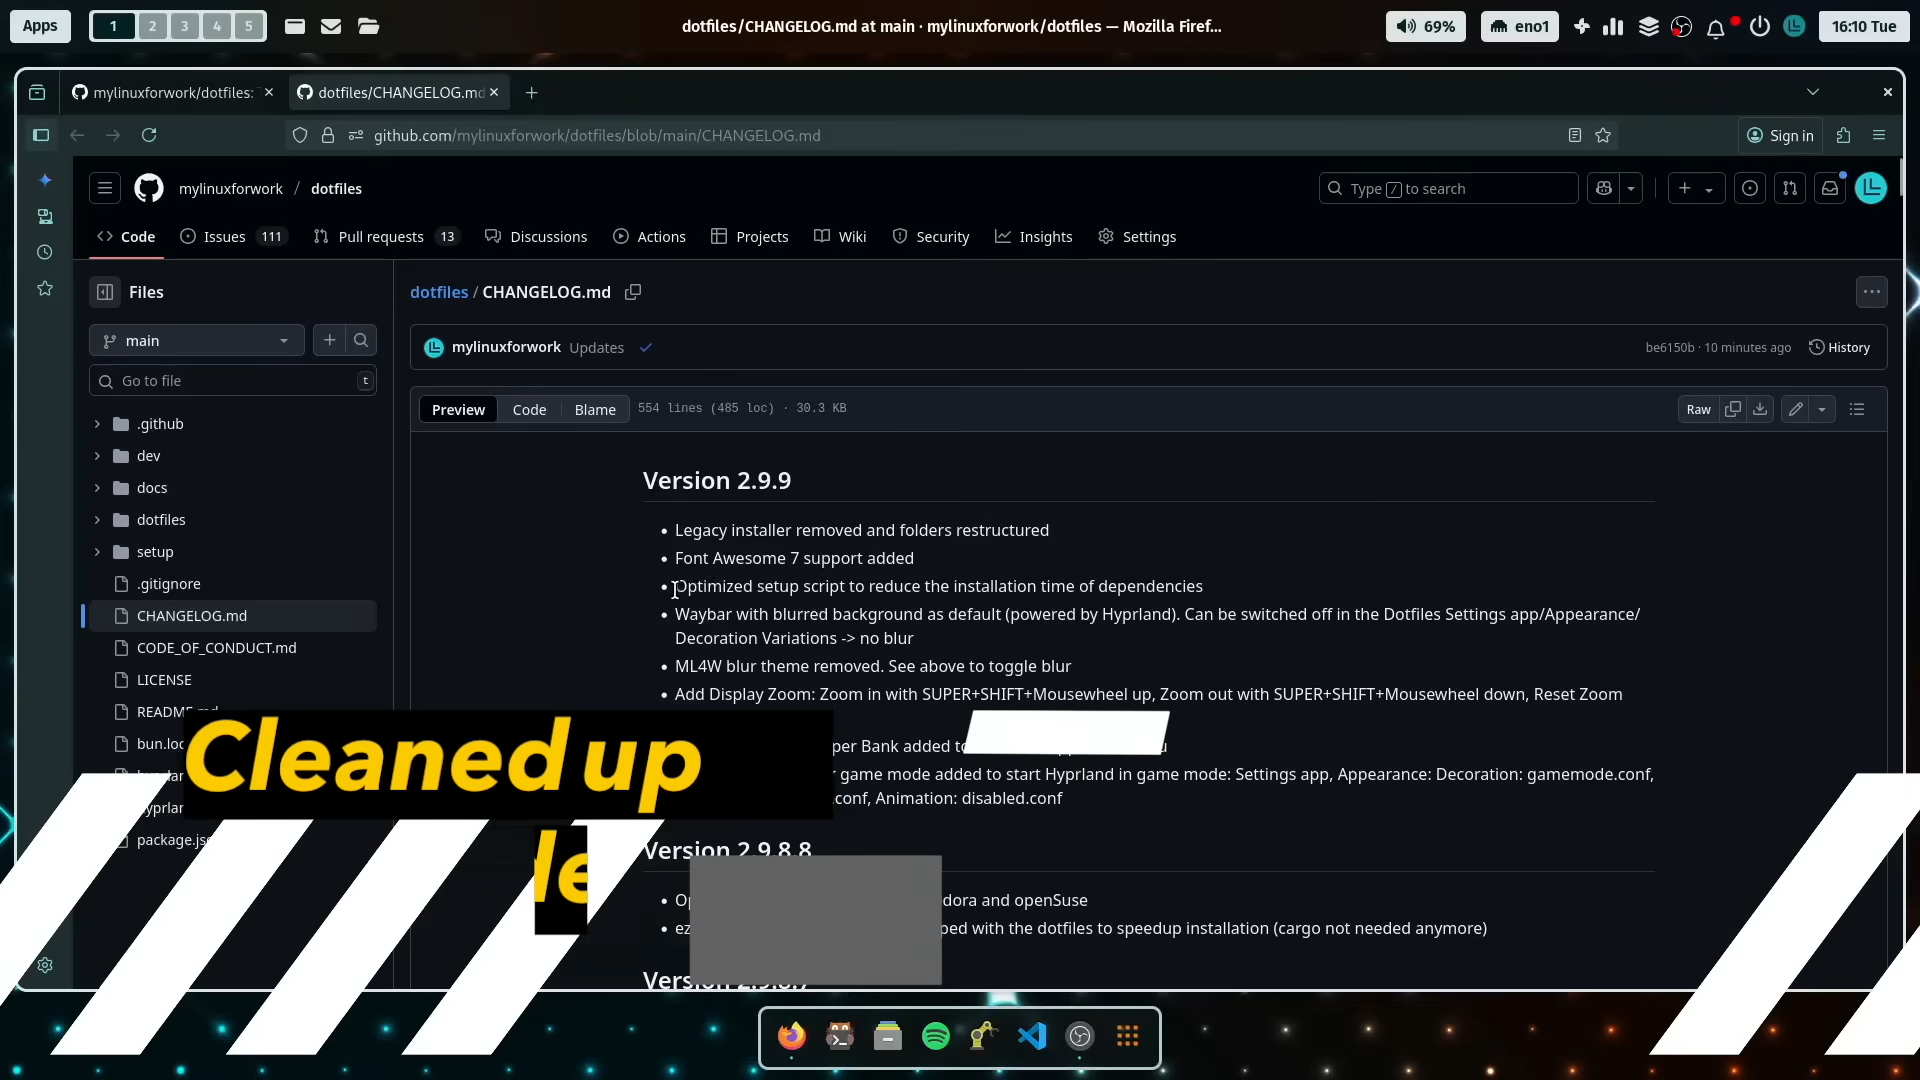 Apps
1 2 3 4 5
dotfiles/CHANGELOG.md at main · mylinuxforwork/dotfiles — Mozilla Firef...
69%
eno1
16:10 Tue
mylinuxforwork/dotfiles:
dotfiles/CHANGELOG.md
github.com/mylinuxforwork/dotfiles/blob/main/CHANGELOG.md
Sign in
mylinuxforwork / dotfiles
Type / to search
Code
Issues 111
Pull requests 13
Discussions
Actions
Projects
Wiki
Security
Insights
Settings
Files
dotfiles / CHANGELOG.md
main
mylinuxforwork Updates
be6150b · 10 minutes ago
History
Go to file
t
Preview Code Blame
554 lines (485 loc) · 30.3 KB
Raw
.github
dev
docs
dotfiles
setup
.gitignore
CHANGELOG.md
CODE_OF_CONDUCT.md
LICENSE
README.md
bun.loc
package.js
Version 2.9.9
Legacy installer removed and folders restructured
Font Awesome 7 support added
Optimized setup script to reduce the installation time of dependencies
Waybar with blurred background as default (powered by Hyprland). Can be switched off in the Dotfiles Settings app/Appearance/
Decoration Variations -> no blur
ML4W blur theme removed. See above to toggle blur
Add Display Zoom: Zoom in with SUPER+SHIFT+Mousewheel up, Zoom out with SUPER+SHIFT+Mousewheel down, Reset Zoom
per Bank added to
game mode added to start Hyprland in game mode: Settings app, Appearance: Decoration: gamemode.conf,
.conf, Animation: disabled.conf
Version 2.9.8.8
dora and openSuse
ped with the dotfiles to speedup installation (cargo not needed anymore)
Version 2.9.8.7
Cleaned up
le